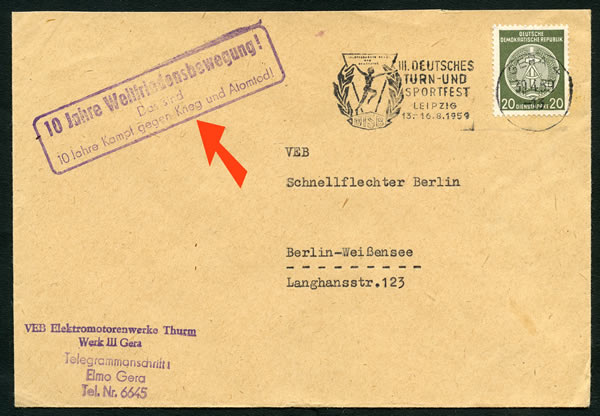 10 Jahre Weltfriedensbewegung!
Das sind
10 Jahre Kampf gegen Krieg und Atomtod!
III. DEUTSCHES
TURN-UND
SPORTFEST
LEIPZIG
13.-16.8.1959
DEUTSCHE
DEMOKRATISCHE REPUBLIK
20 DIENSTPOST 20
VEB
Schnellflechter Berlin
Berlin-Weißensee
Langhansstr.123
VEB Elektromotorenwerke Thurm
Werk III Gera
Telegrammanschrift:
Elmo Gera
Tel. Nr. 6645